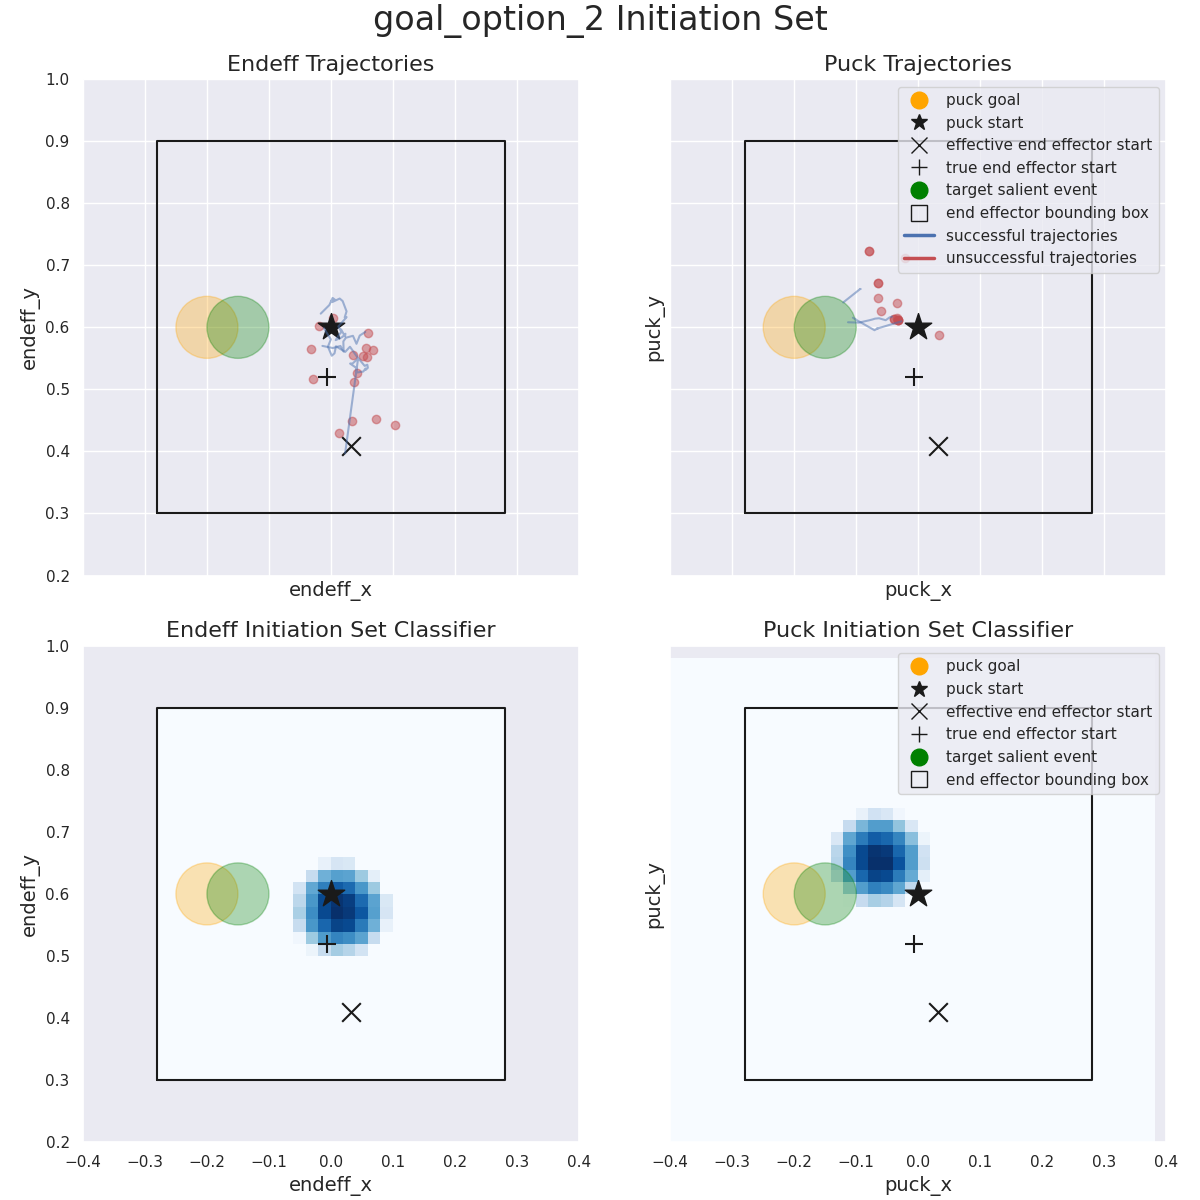 goal_option_2 Initiation Set
Endeff Trajectories
Puck Trajectories
1.0
0.9
0.8
0.7
0.6
0.5
0.4
0.3
0.2
endeff_y
endeff_x
puck_y
puck_x
puck goal
puck start
effective end effector start
true end effector start
target salient event
end effector bounding box
successful trajectories
unsuccessful trajectories
Endeff Initiation Set Classifier
Puck Initiation Set Classifier
1.0
0.9
0.8
0.7
0.6
0.5
0.4
0.3
0.2
endeff_y
−0.4 −0.3 −0.2 −0.1 0.0 0.1 0.2 0.3 0.4
endeff_x
puck_y
puck goal
puck start
effective end effector start
true end effector start
target salient event
end effector bounding box
−0.4 −0.3 −0.2 −0.1 0.0 0.1 0.2 0.3 0.4
puck_x